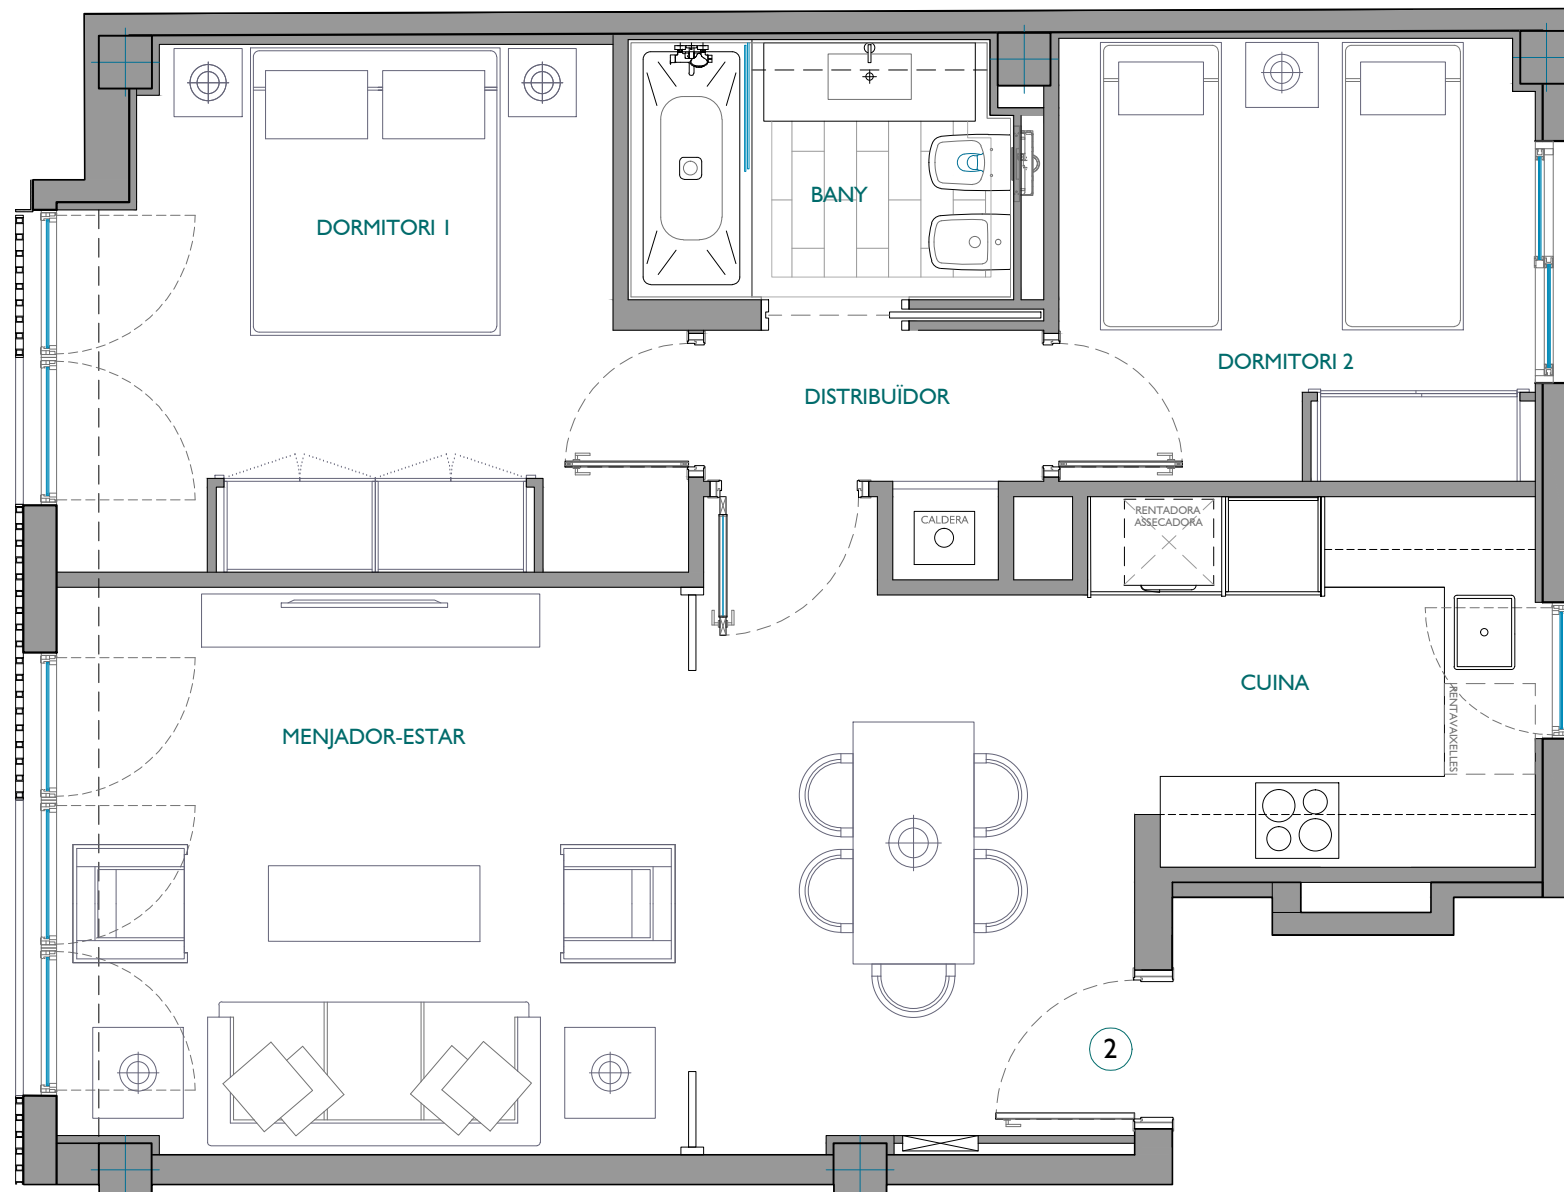 BANY
DORMITORI 1
DORMITORI 2
DISTRIBUÏDOR
CALDERA
RENTADORA
ASSECADORA
CUINA
RENTAVAIXELLES
MENJADOR-ESTAR
2